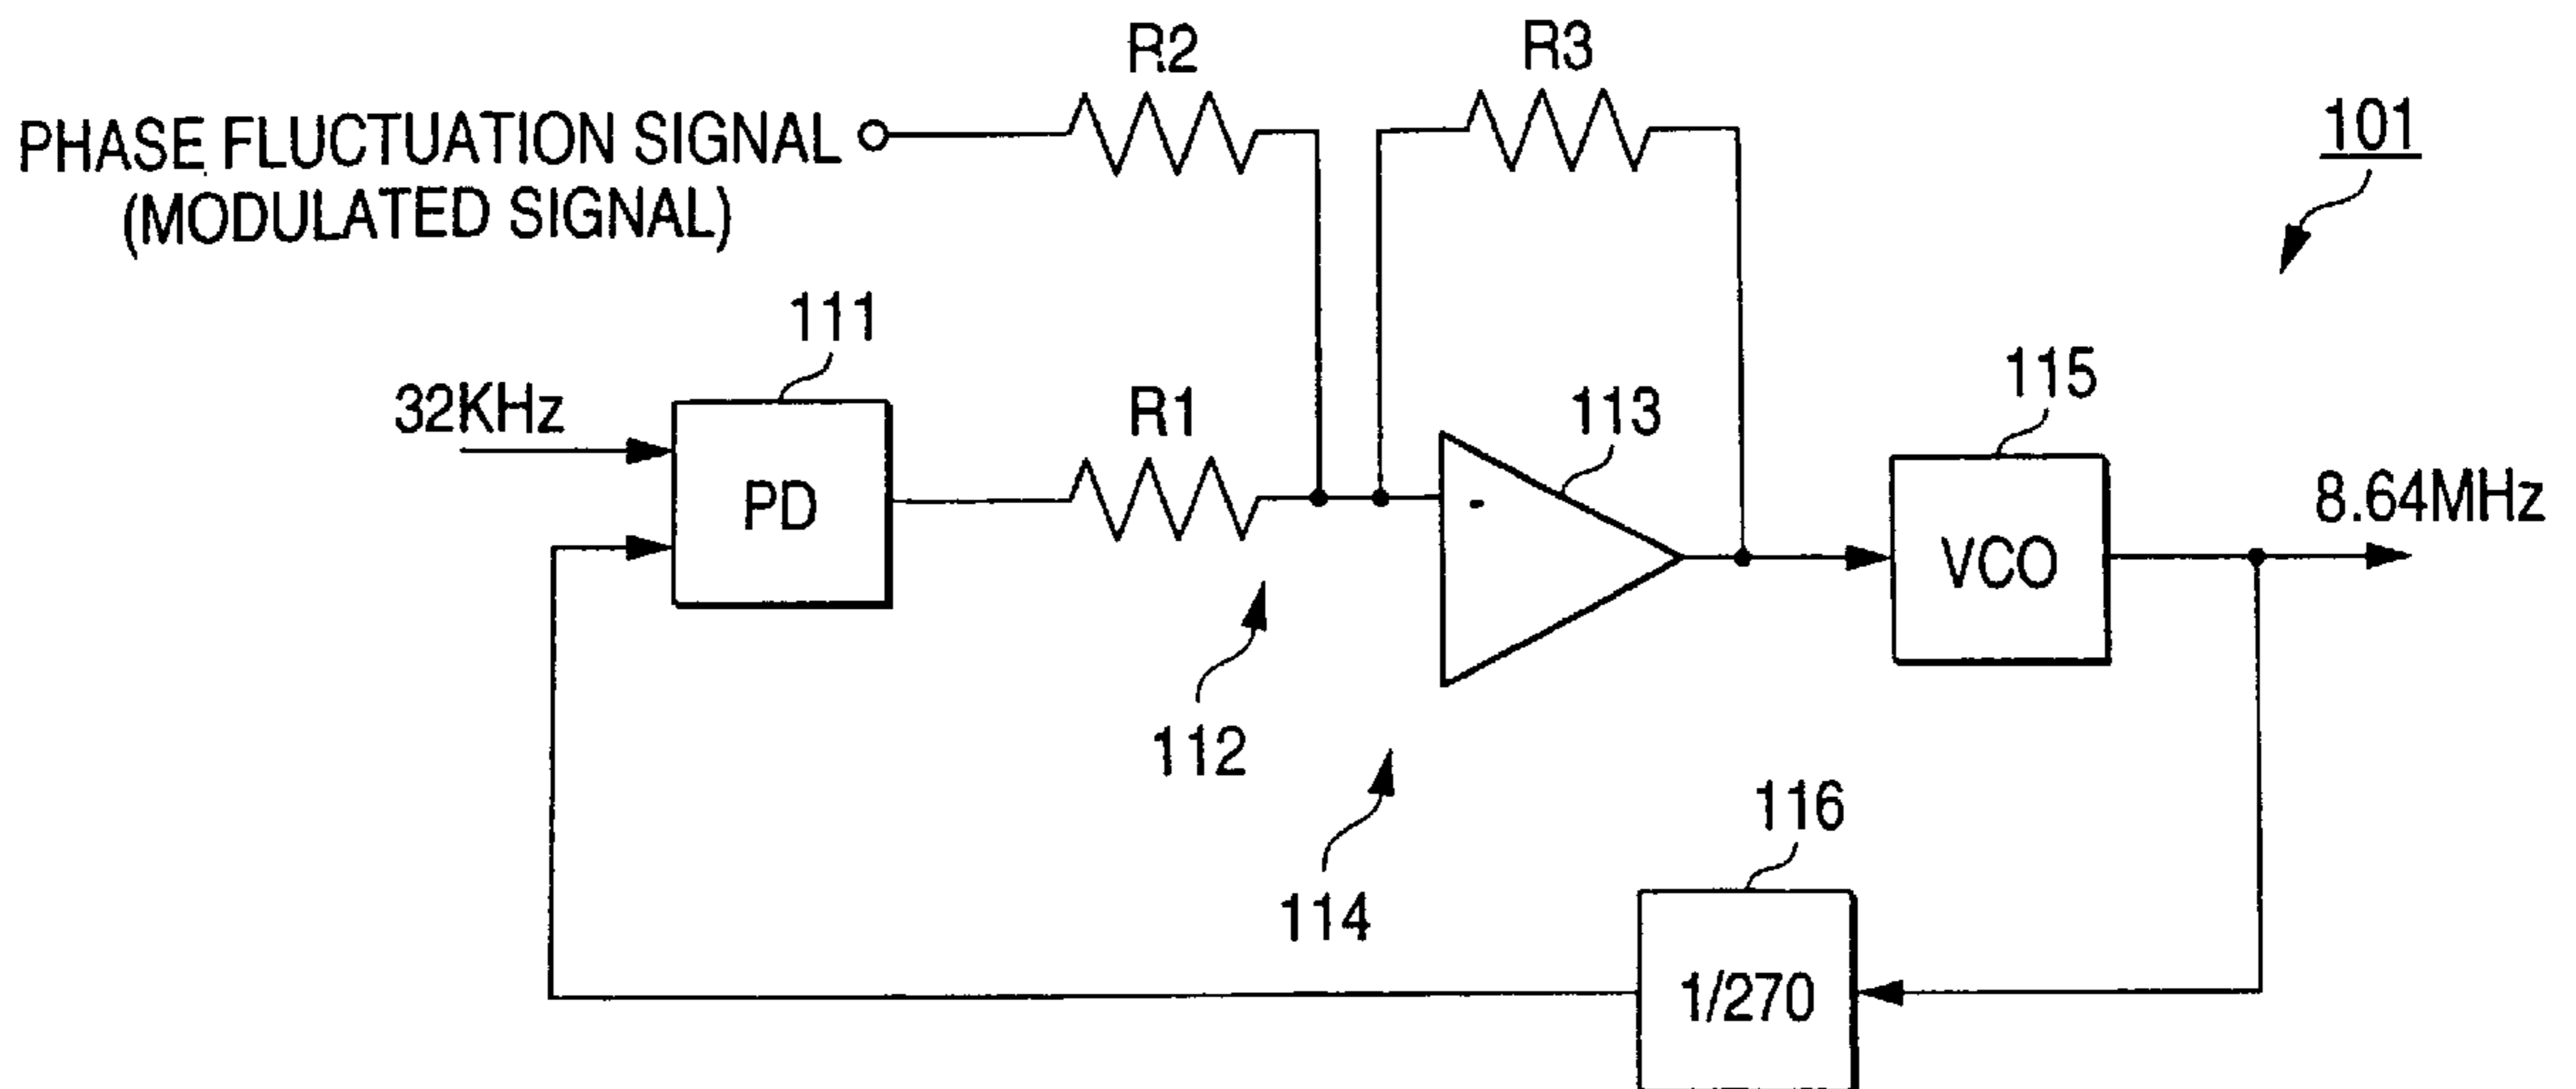 R2
R3
PHASE FLUCTUATION SIGNAL
(MODULATED SIGNAL)
101
111
32KHz
PD
R1
113
-
115
VCO
8.64MHz
112
114
116
1/270